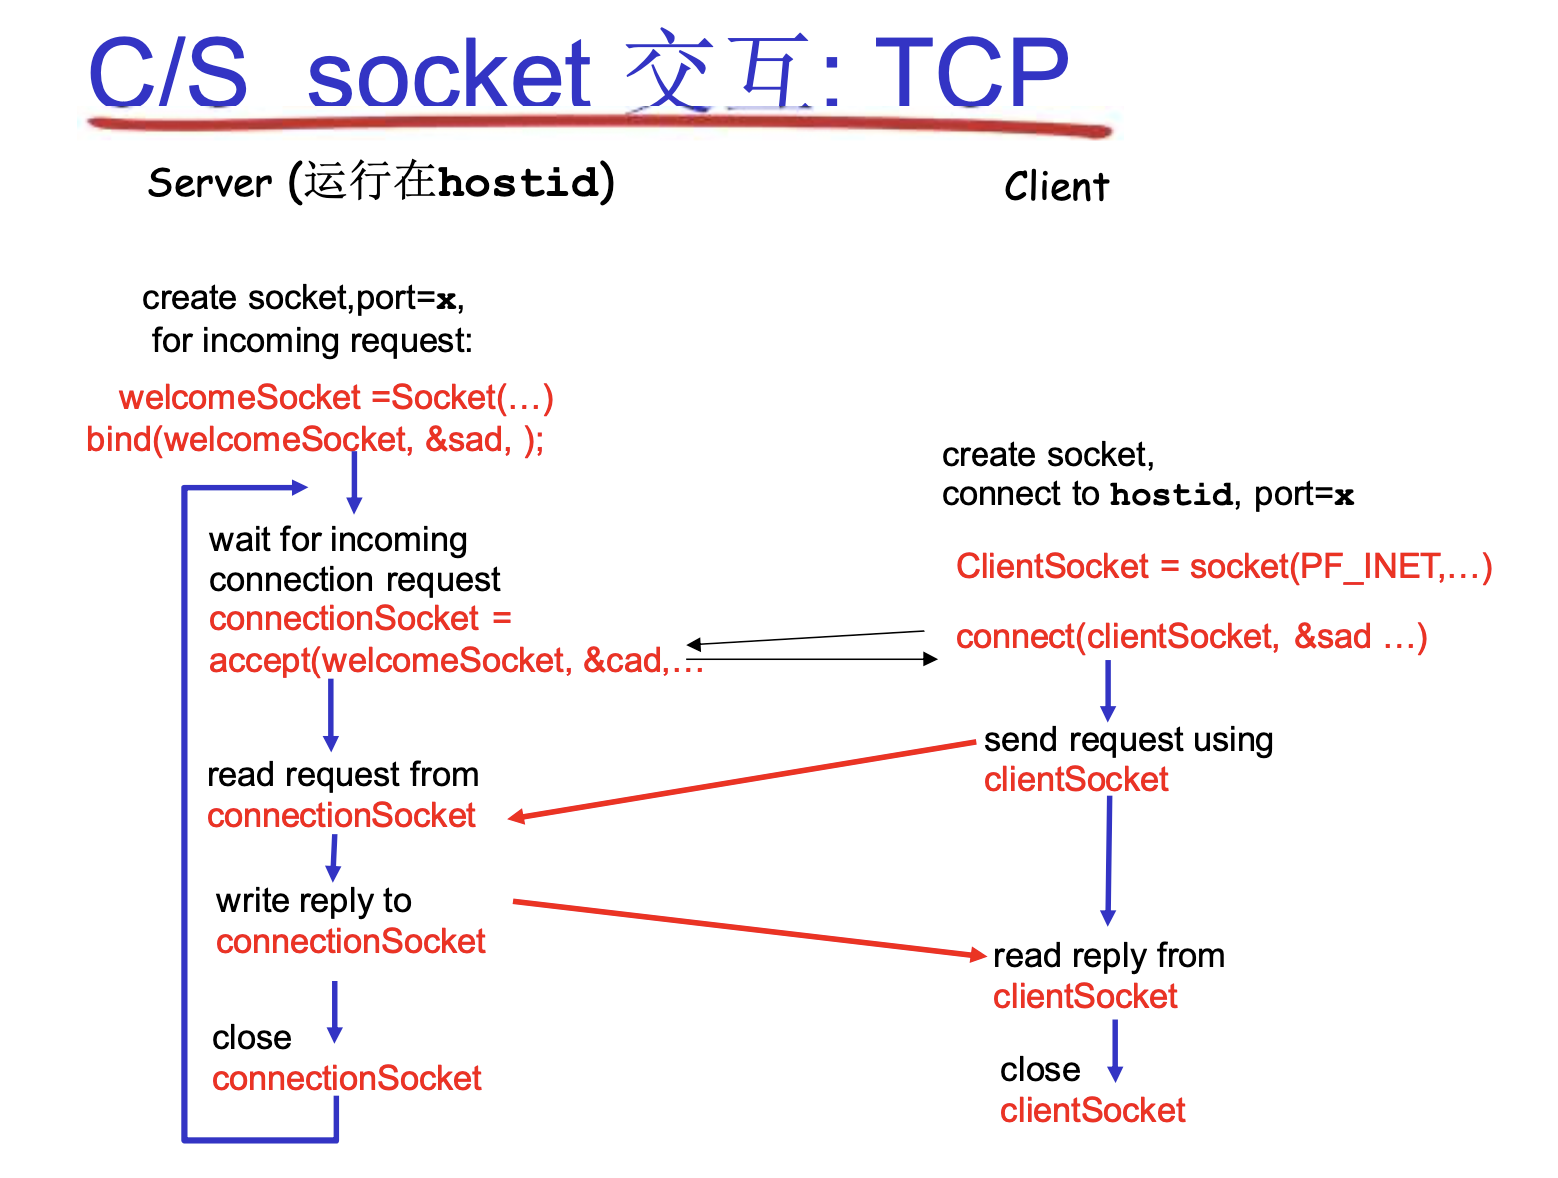 C/S socket 交互: TCP
Server (运行在hostid)
Client
create socket,port=x,
for incoming request:
welcomeSocket =Socket(…)
bind(welcomeSocket, &sad, );
wait for incoming
connection request
connectionSocket =
accept(welcomeSocket, &cad,…
read request from
connectionSocket
write reply to
connectionSocket
close
connectionSocket
create socket,
connect to hostid, port=x
ClientSocket = socket(PF_INET,…)
connect(clientSocket, &sad …)
send request using
clientSocket
read reply from
clientSocket
close
clientSocket